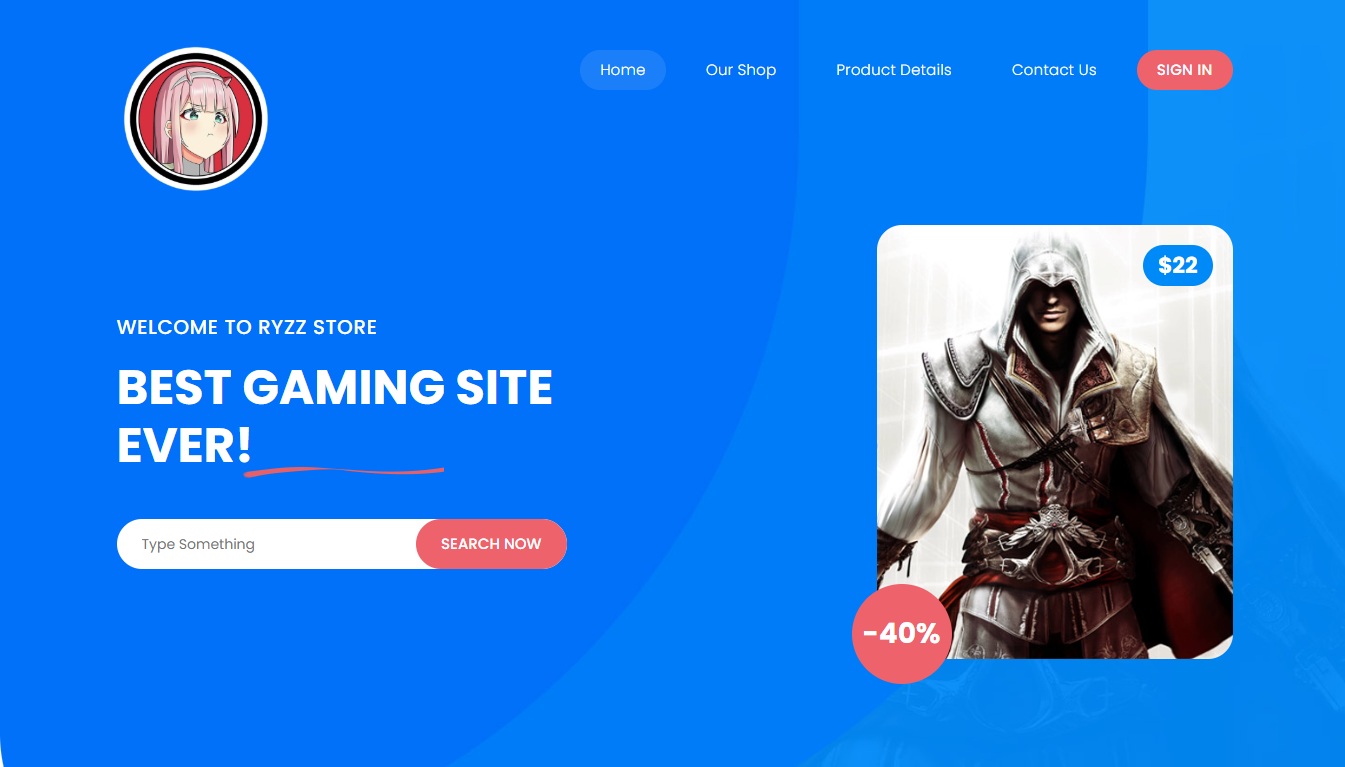 Home
Our Shop
Product Details
Contact Us
SIGN IN
$22
WELCOME TO RYZZ STORE
BEST GAMING SITE
EVER!
Type Something
SEARCH NOW
-40%